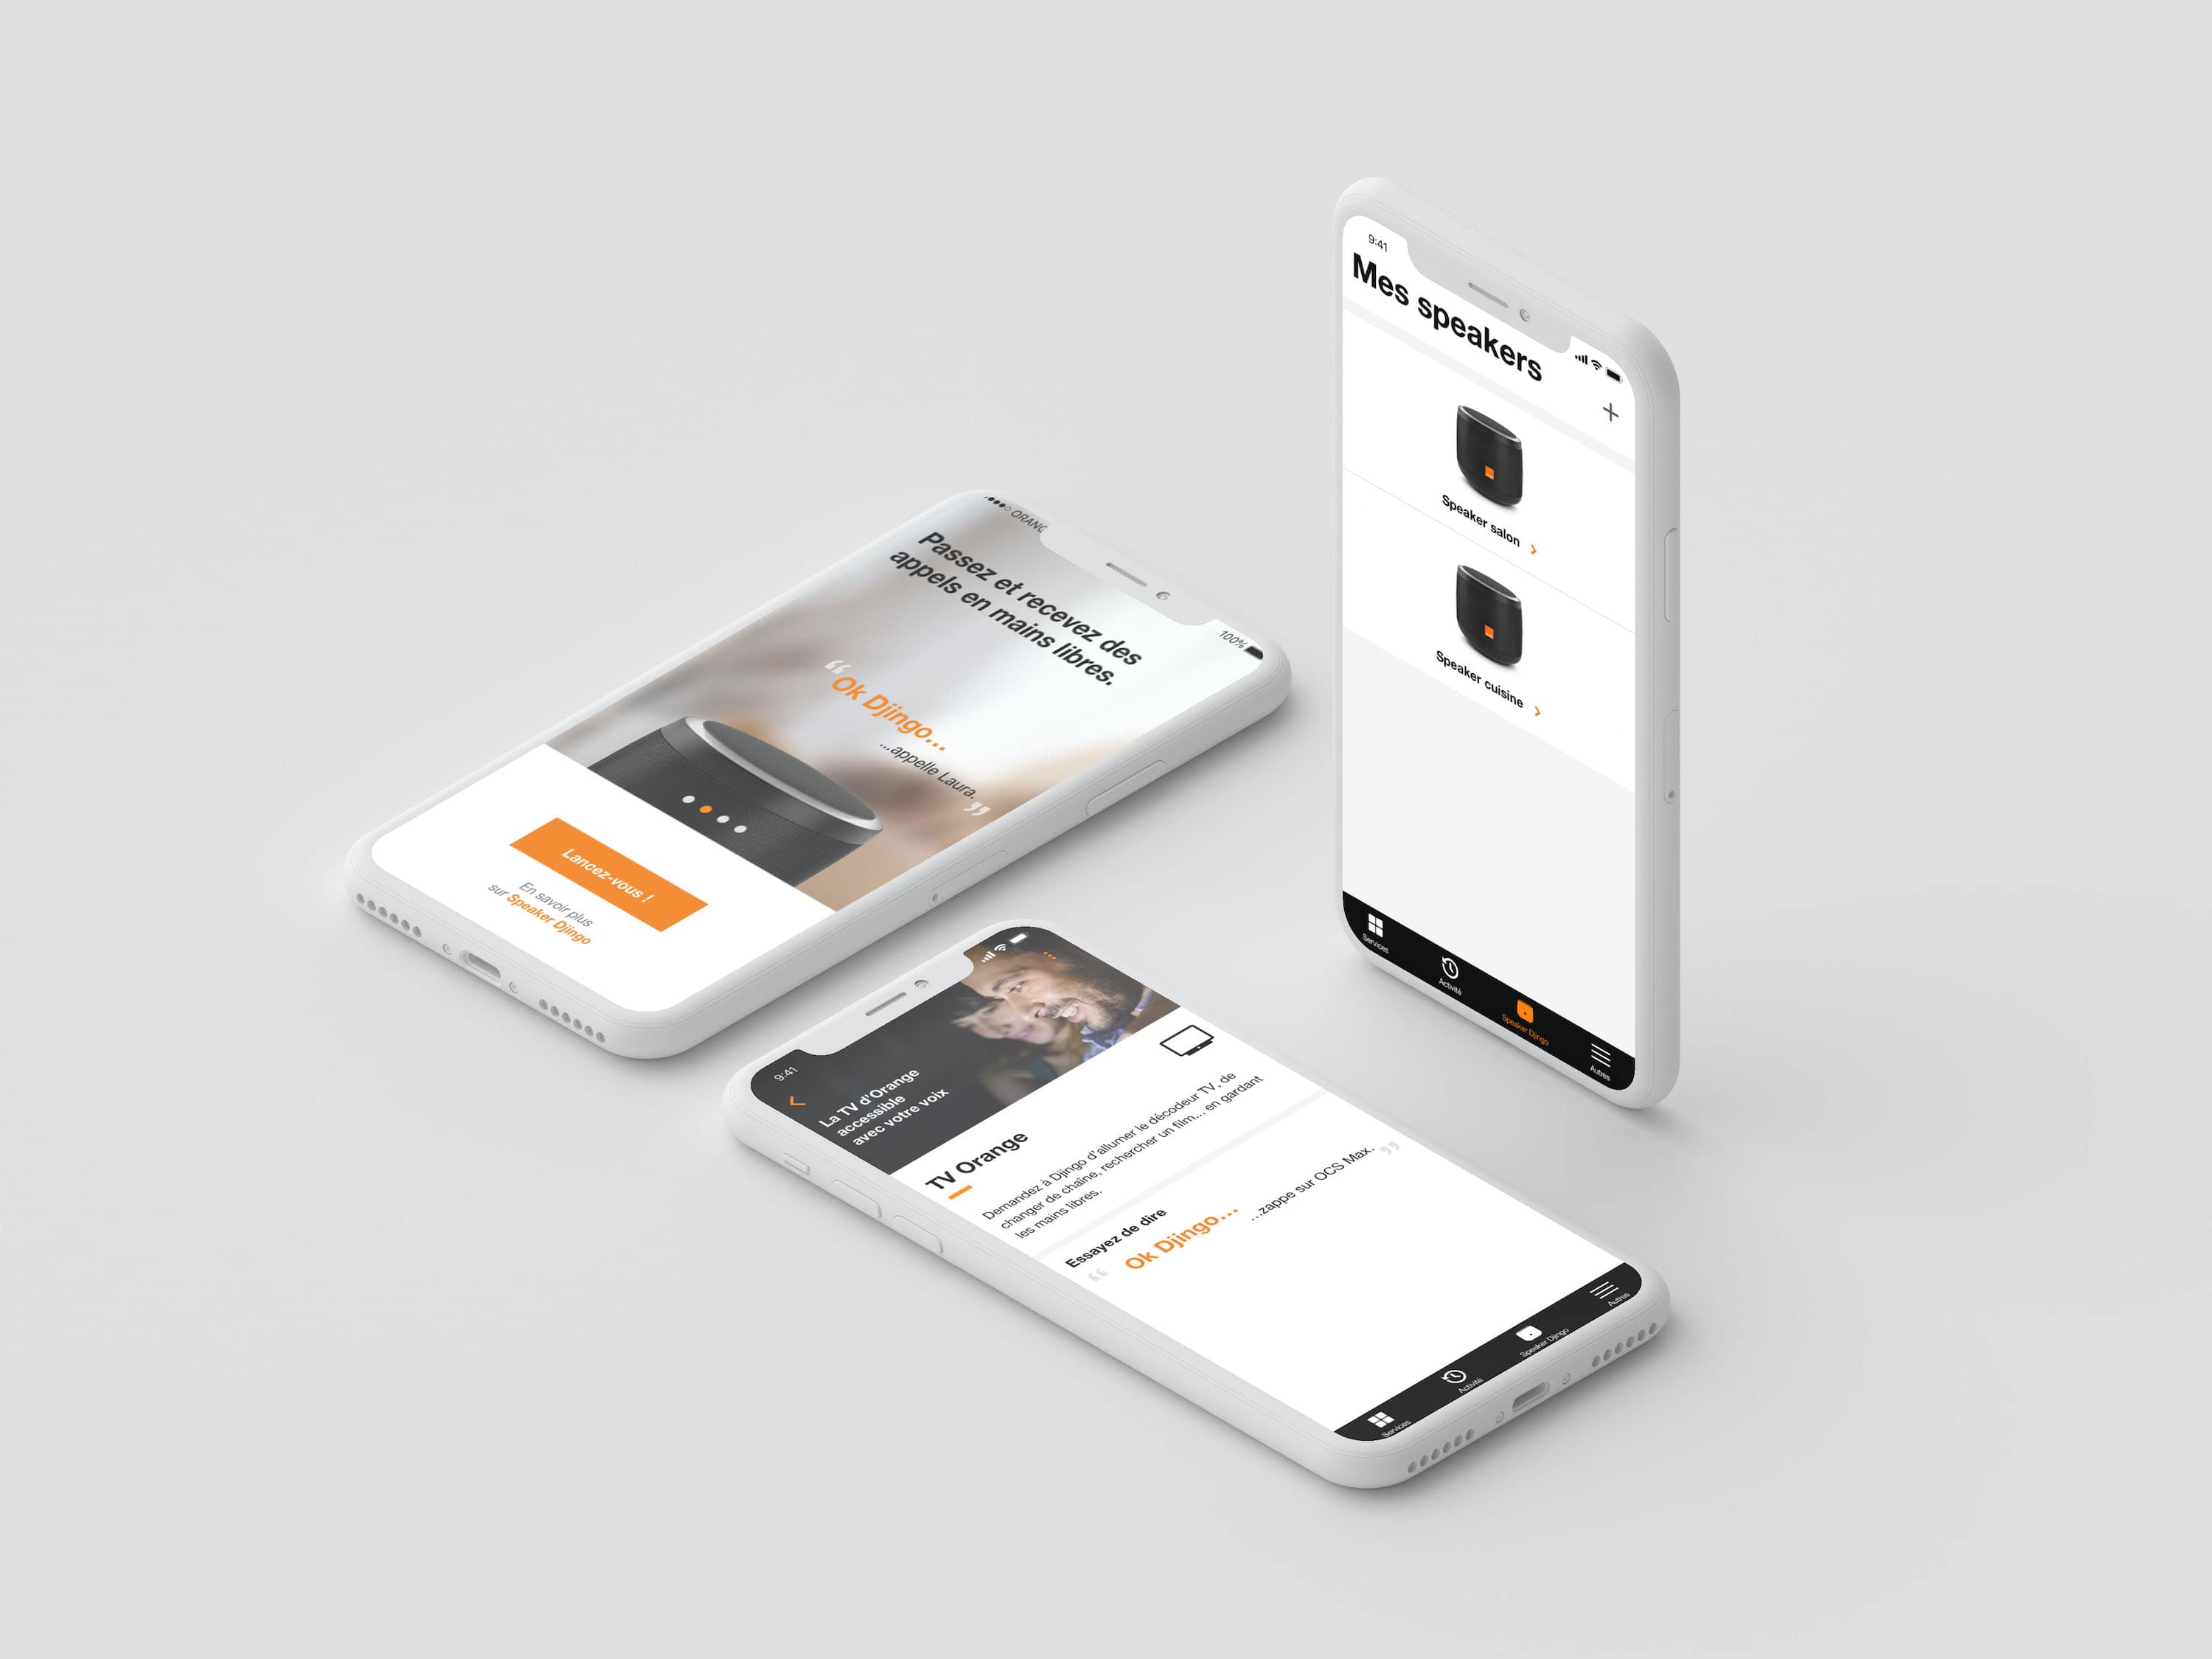 ORANG
100%
Passez et recevez des
appels en mains libres.
“
Ok Djingo...
...appelle Laura.
”
Lancez-vous !
En savoir plus
sur Speaker Djingo
9:41
Mes speakers
+
Speaker salon
Speaker cuisine
Services
Activité
Speaker Djingo
Autres
9:41
La TV d'Orange
accessible
avec votre voix
TV Orange
Demandez à Djingo d'allumer le décodeur TV, de
changer de chaîne, rechercher un film... en gardant
les mains libres.
Essayez de dire
“
Ok Djingo...
...zappe sur OCS Max.
”
Services
Activité
Speaker Djingo
Autres